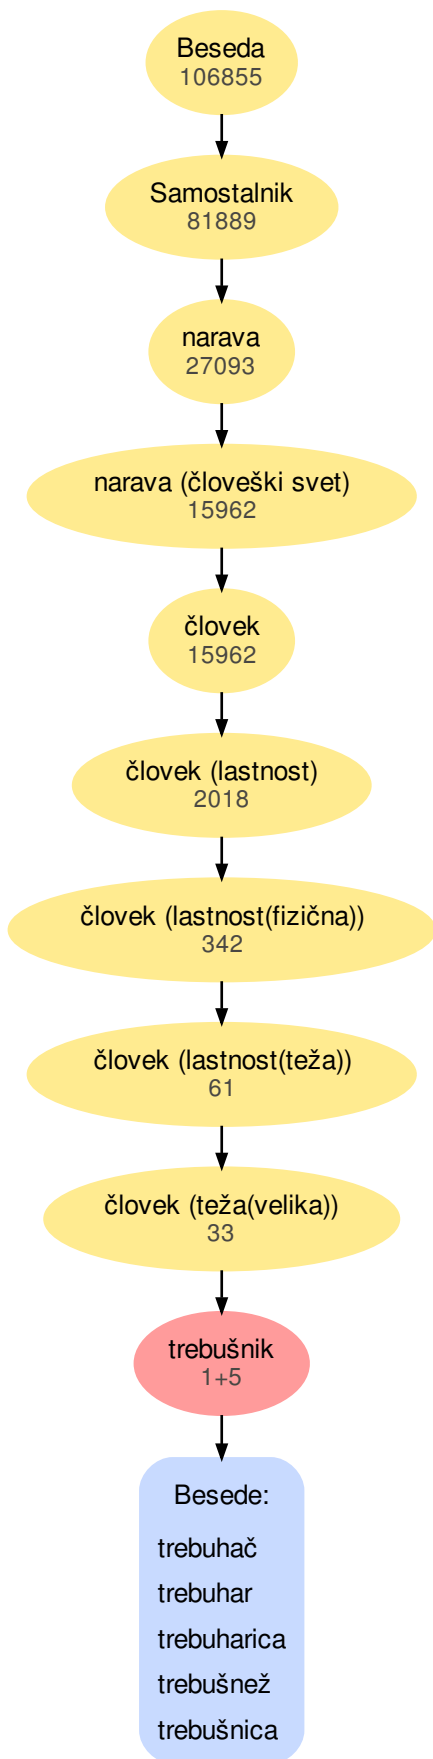 Beseda
106855
Samostalnik
81889
narava
27093
narava (človeški svet)
15962
človek
15962
človek (lastnost)
2018
človek (lastnost(fizična))
342
človek (lastnost(teža))
61
človek (teža(velika))
33
trebušnik
1+5
Besede:
trebuhač
trebuhar
trebuharica
trebušnež
trebušnica